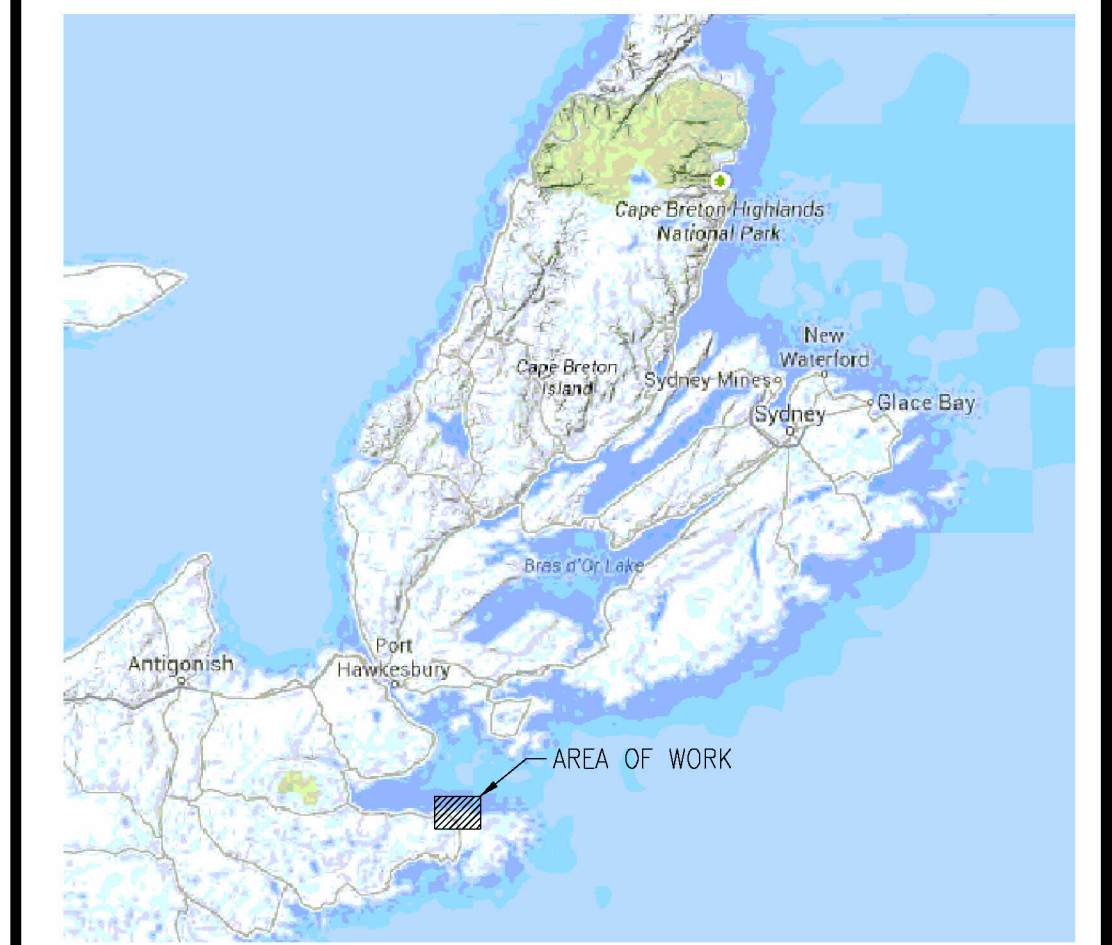 Cape Breton Highlands
National Park
New
Waterford
Cape Breton
Island
Sydney Mines
Glace Bay
Sydney
Bras d'Or Lake
Port
Hawkesbury
Antigonish
AREA OF WORK